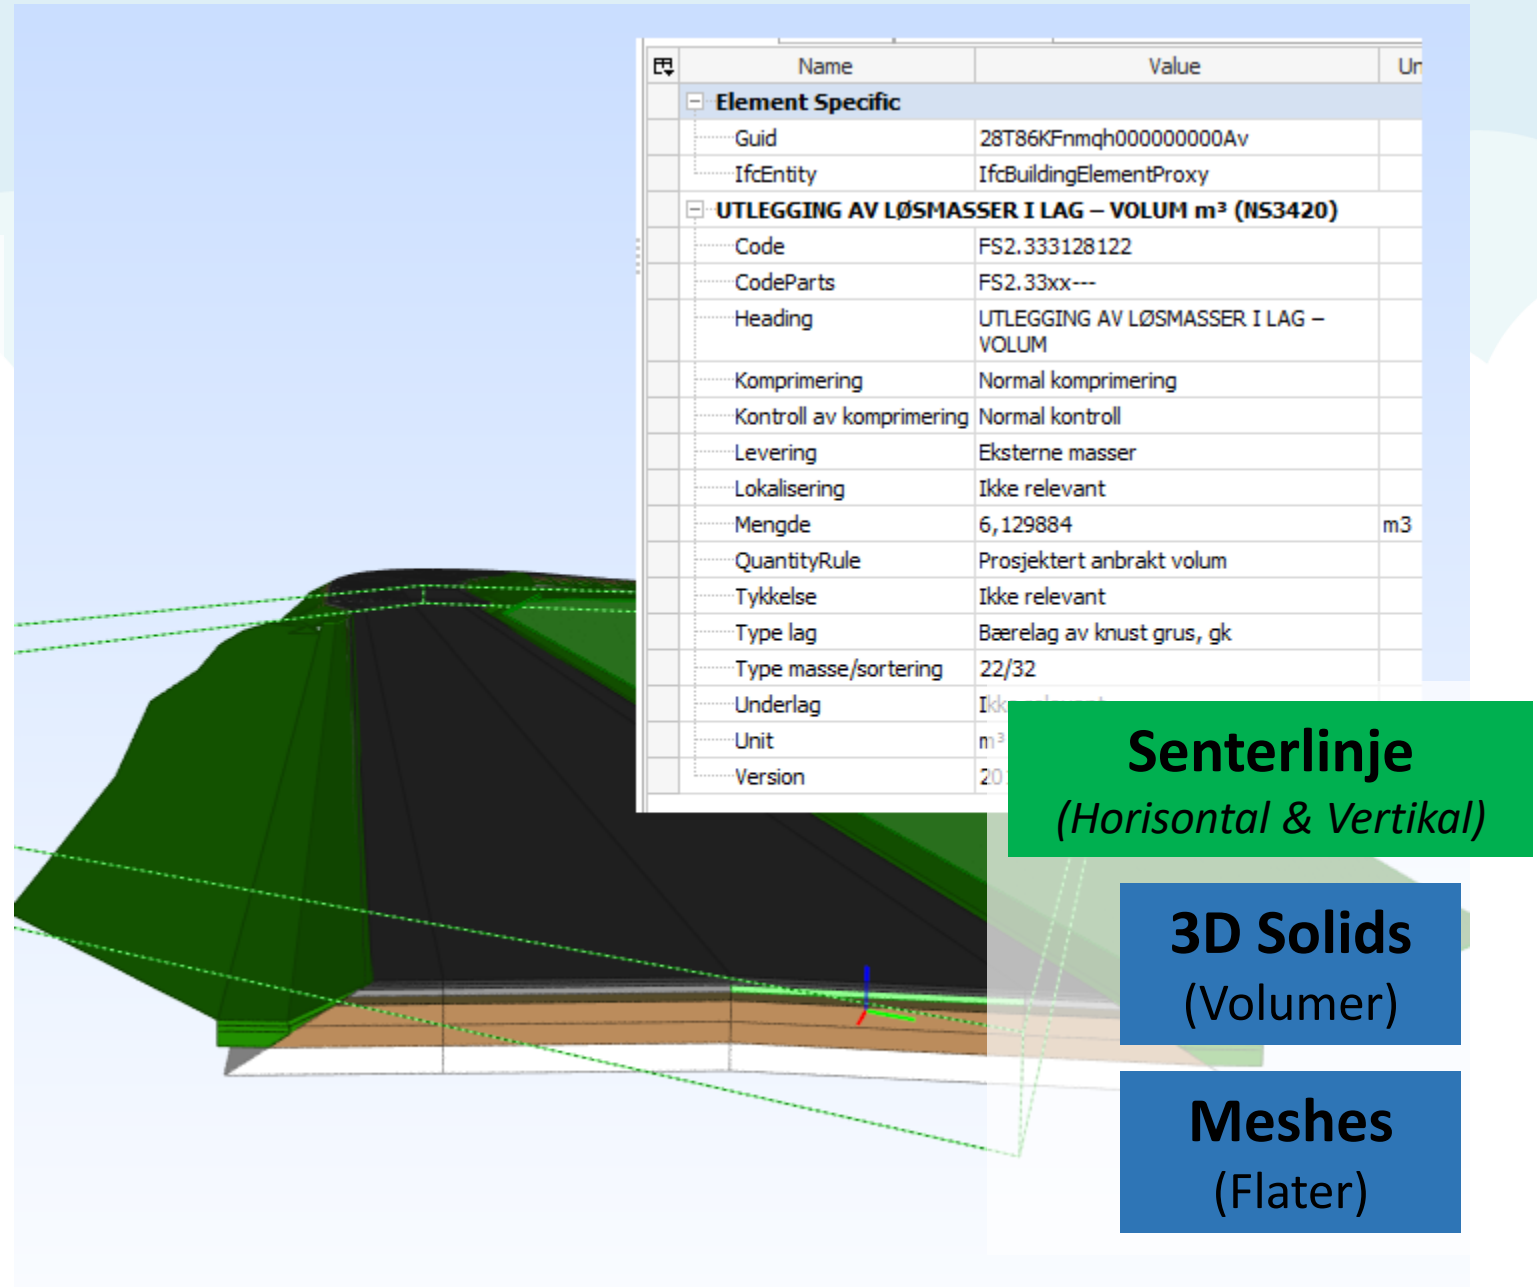 Name Value Un
Element Specific
Guid 28T86KFnmqh000000000Av
IfcEntity IfcBuildingElementProxy
UTLEGGING AV LØSMASSER I LAG – VOLUM m³ (NS3420)
Code FS2.333128122
CodeParts FS2.33xx---
Heading UTLEGGING AV LØSMASSER I LAG –
VOLUM
Komprimering Normal komprimering
Kontroll av komprimering Normal kontroll
Levering Eksterne masser
Lokalisering Ikke relevant
Mengde 6,129884 m3
QuantityRule Prosjektert anbrakt volum
Tykkelse Ikke relevant
Type lag Bærelag av knust grus, gk
Type masse/sortering 22/32
Underlag
Unit m³
Version
Senterlinje
(Horisontal & Vertikal)
3D Solids
(Volumer)
Meshes
(Flater)